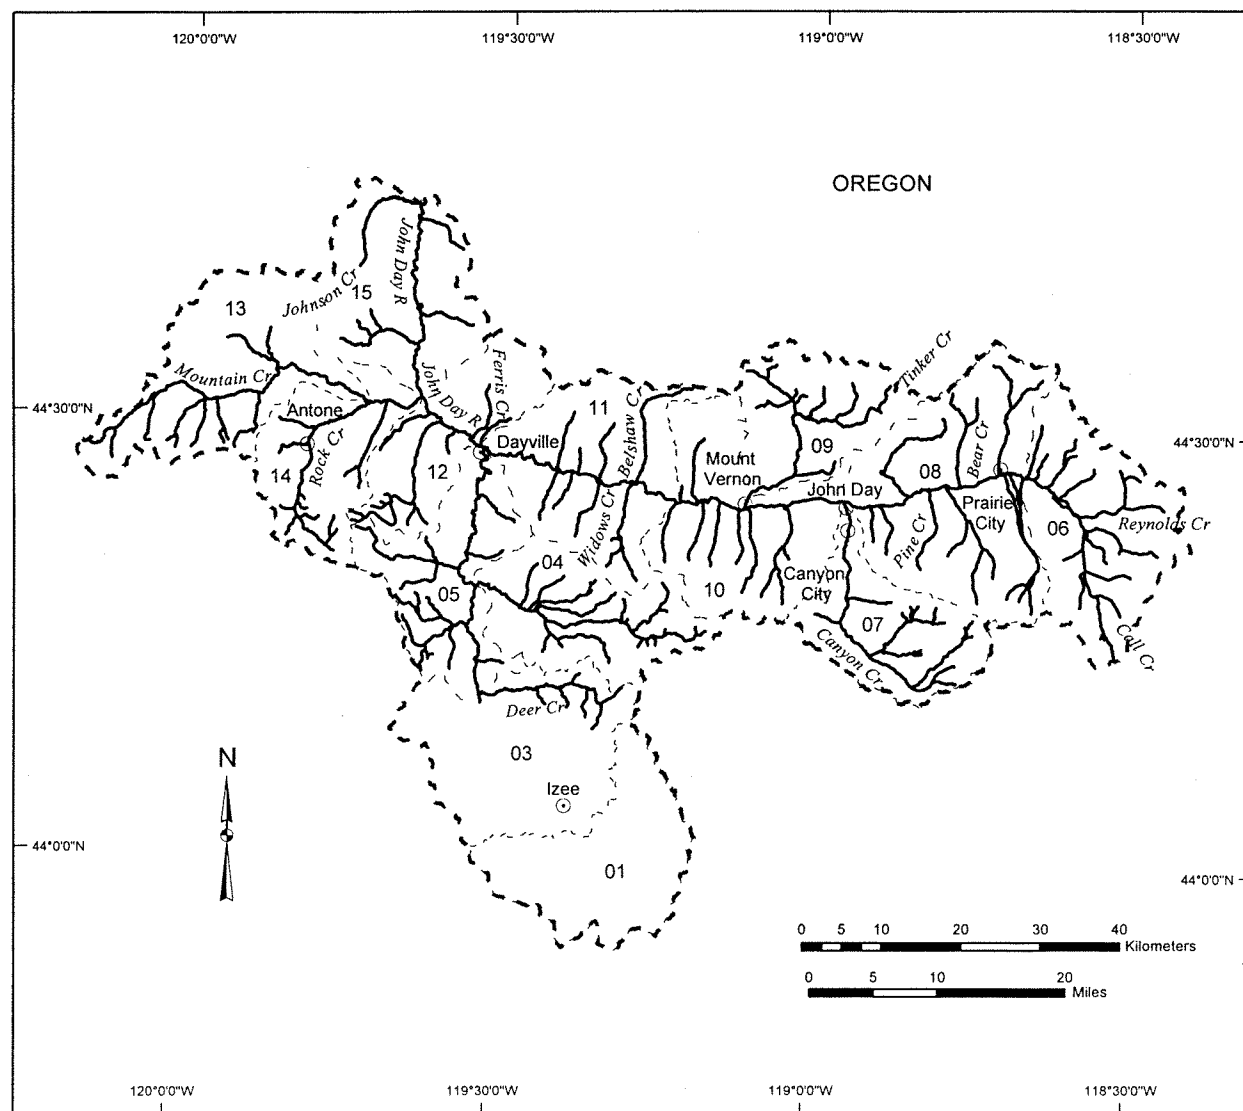 120°0'0"W
119°30'0"W
119°0'0"W
118°30'0"W
OREGON
John Day R
Johnson Cr
13
15
Mountain Cr
Ferris Cr
Tinker Cr
44°30'0"N
John Day R
Antone
11
Belshaw Cr
Dayville
44°30'0"N
Rock Cr
09
Bear Cr
Mount
Vernon
14
12
08
John Day
Prairie
City
06
Reynolds Cr
Widows Cr
Pine Cr
04
Canyon
City
05
10
07
Call Cr
Canyon Cr
Deer Cr
03
N
Izee
44°0'0"N
01
44°0'0"N
0 5 10 20 30 40
Kilometers
0 5 10 20
Miles
120°0'0"W
119°30'0"W
119°0'0"W
118°30'0"W